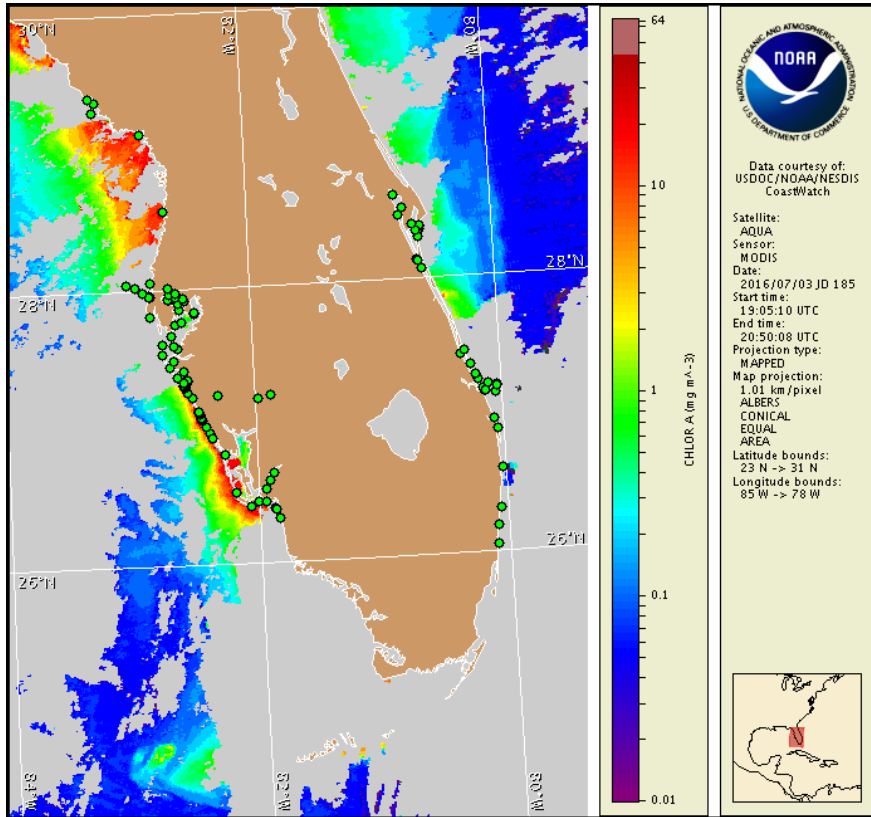 30°N
82°W
80°W
28°N
28°N
26°N
26°N
84°W
82°W
80°W
64
10
1
0.1
0.01
CHLOR A (mg m^-3)
NATIONAL OCEANIC AND ATMOSPHERIC ADMINISTRATION
NOAA
U.S. DEPARTMENT OF COMMERCE
Data courtesy of:
USDOC/NOAA/NESDIS
CoastWatch
Satellite:
AQUA
Sensor:
MODIS
Date:
2016/07/03 JD 185
Start time:
19:05:10 UTC
End time:
20:50:08 UTC
Projection type:
MAPPED
Map projection:
1.01 km/pixel
ALBERS
CONICAL
EQUAL
AREA
Latitude bounds:
23 N -> 31 N
Longitude bounds:
85 W -> 78 W